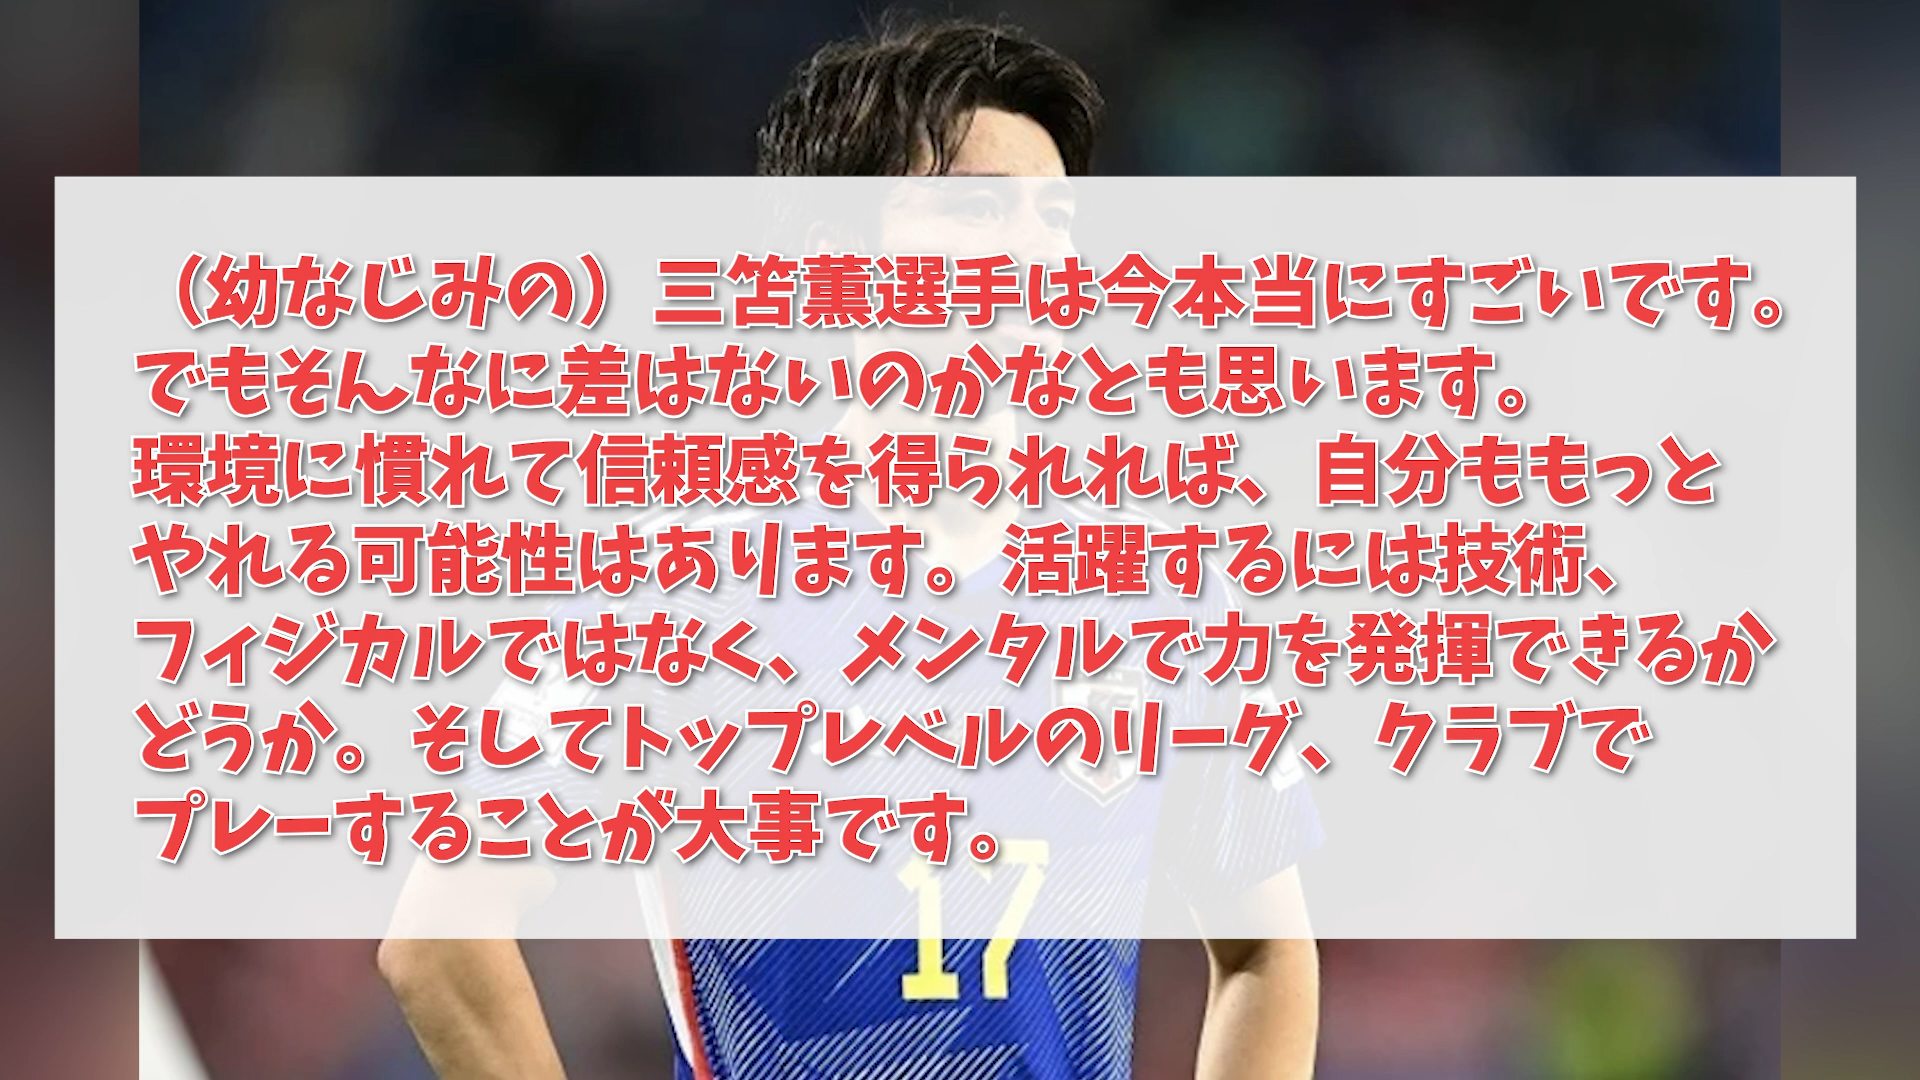 （幼なじみの）三笘薫選手は今本当にすごいです。
でもそんなに差はないのかなとも思います。
環境に慣れて信頼感を得られれば、自分ももっと
やれる可能性はあります。活躍するには技術、
フィジカルではなく、メンタルで力を発揮できるか
どうか。そしてトップレベルのリーグ、クラブで
プレーすることが大事です。
17